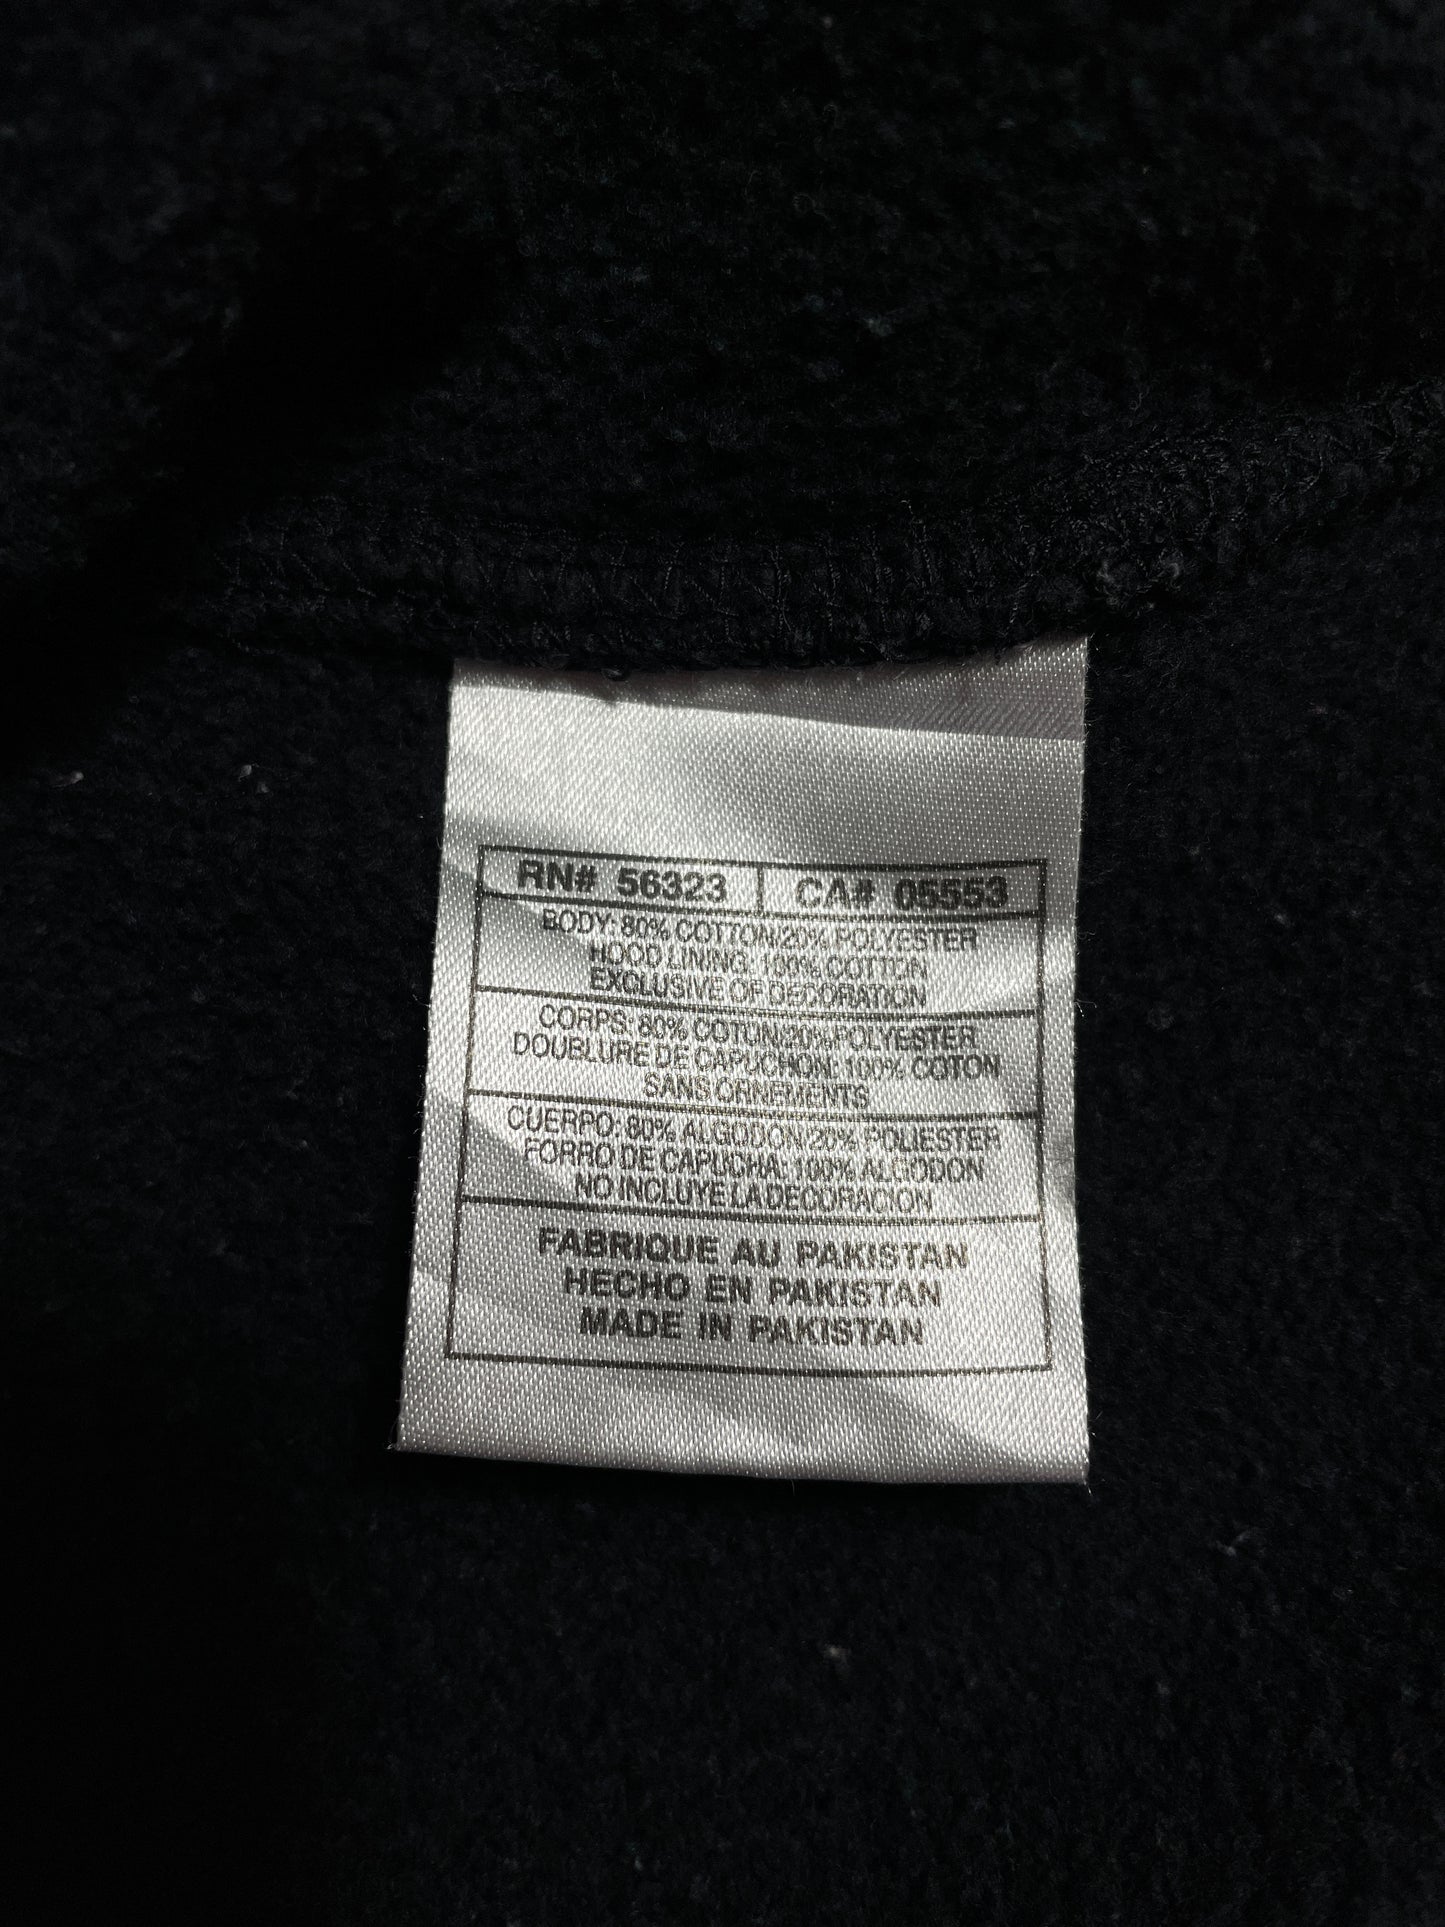 RN# 56323 CA# 05553
BODY: 80% COTTON/20% POLYESTER
HOOD LINING: 100% COTTON
EXCLUSIVE OF DECORATION
CORPS: 80% COTON/20% POLYESTER
DOUBLURE DE CAPUCHON: 100% COTON
SANS ORNEMENTS
CUERPO: 80% ALGODON/20% POLIESTER
FORRO DE CAPUCHA: 100% ALGODON
NO INCLUYE LA DECORACION
FABRIQUE AU PAKISTAN
HECHO EN PAKISTAN
MADE IN PAKISTAN